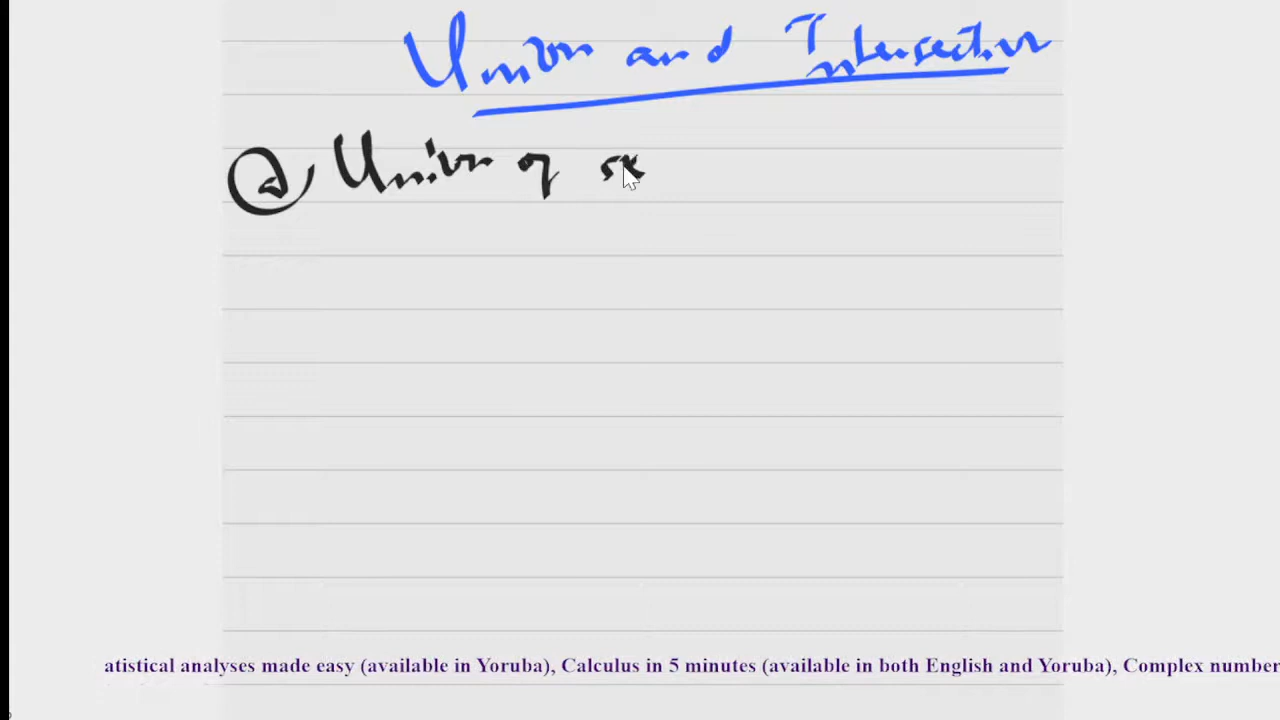 Union and Intersection
a) Union of
atistical analyses made easy (available in Yoruba), Calculus in 5 minutes (available in both English and Yoruba), Complex number